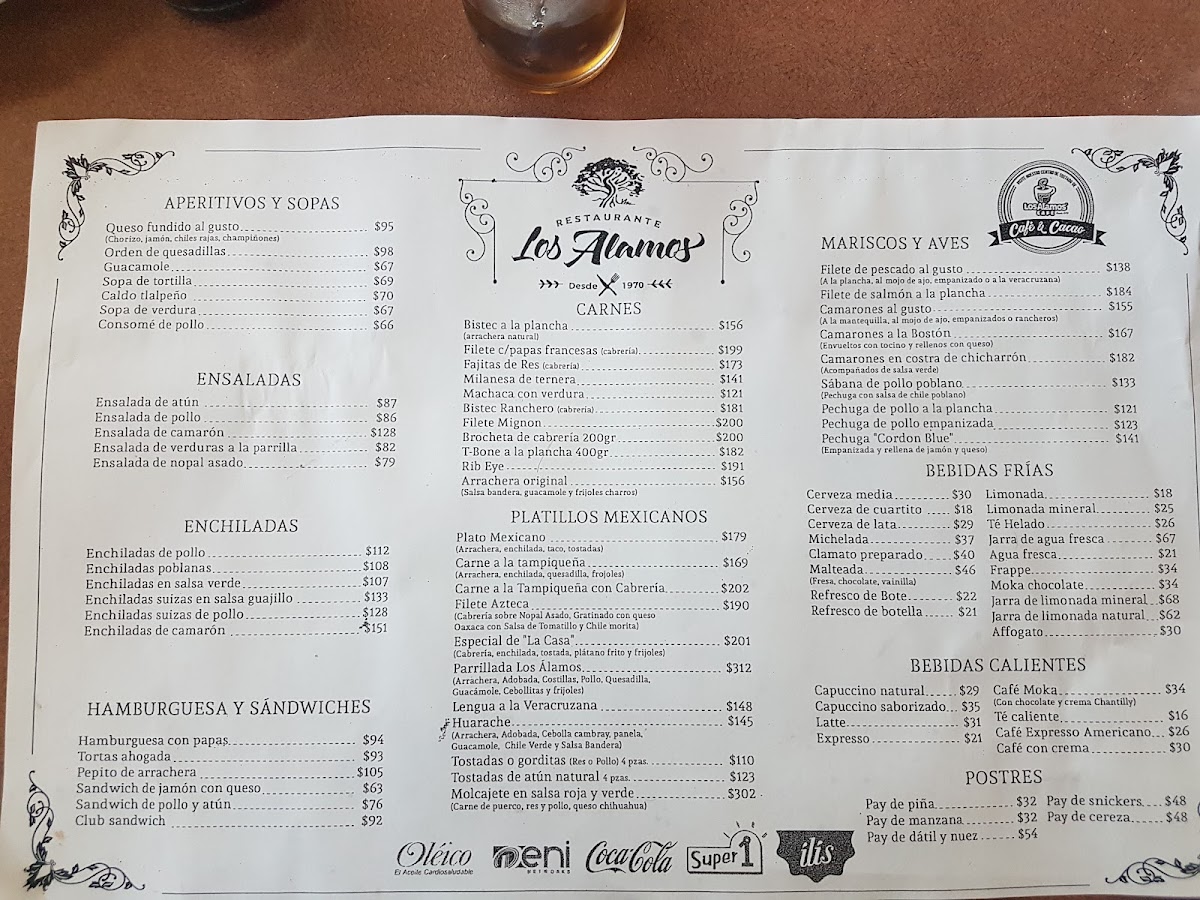 APERITIVOS Y SOPAS
Queso fundido al gusto $95
(Chorizo, jamón, chiles rajas, champiñones)
Orden de quesadillas $98
Guacamole $67
Sopa de tortilla $69
Caldo tlalpeño $70
Sopa de verdura $67
Consomé de pollo $66
ENSALADAS
Ensalada de atún $87
Ensalada de pollo $86
Ensalada de camarón $128
Ensalada de verduras a la parrilla $82
Ensalada de nopal asado $79
ENCHILADAS
Enchiladas de pollo $112
Enchiladas poblanas $108
Enchiladas en salsa verde $107
Enchiladas suizas en salsa guajillo $133
Enchiladas suizas de pollo $128
Enchiladas de camarón $151
HAMBURGUESA Y SÁNDWICHES
Hamburguesa con papas $94
Tortas ahogada $93
Pepito de arrachera $105
Sandwich de jamón con queso $63
Sandwich de pollo y atún $76
Club sandwich $92
RESTAURANTE
Los Alamos
Desde 1970
CARNES
Bistec a la plancha $156
(arrachera natural)
Filete c/papas francesas (cabrería) $199
Fajitas de Res (cabrería) $173
Milanesa de ternera $141
Machaca con verdura $121
Bistec Ranchero (cabrería) $181
Filete Mignon $200
Brocheta de cabrería 200gr $200
T-Bone a la plancha 400gr $182
Rib Eye $191
Arrachera original $156
(Salsa bandera, guacamole y frijoles charros)
PLATILLOS MEXICANOS
Plato Mexicano $179
(Arrachera, enchilada, taco, tostadas)
Carne a la tampiqueña $169
(Arrachera, enchilada, quesadilla, frojoles)
Carne a la Tampiqueña con Cabrería $202
Filete Azteca $190
(Cabrería sobre Nopal Asado, Gratinado con queso
Oaxaca con Salsa de Tomatillo y Chile morita)
Especial de "La Casa" $201
(Cabrería, enchilada, tostada, plátano frito y frijoles)
Parrillada Los Álamos $312
(Arrachera, Adobada, Costillas, Pollo, Quesadilla,
Guacámole, Cebollitas y frijoles)
Lengua a la Veracruzana $148
Huarache $145
(Arrachera, Adobada, Cebolla cambray, panela,
Guacamole, Chile Verde y Salsa Bandera)
Tostadas o gorditas (Res o Pollo) 4 pzas. $110
Tostadas de atún natural 4 pzas. $123
Molcajete en salsa roja y verde $302
(Carne de puerco, res y pollo, queso chihuahua)
Los Alamos
CAFÉ
Café & Cacao
MARISCOS Y AVES
Filete de pescado al gusto $138
(A la plancha, al mojo de ajo, empanizado o a la veracruzana)
Filete de salmón a la plancha $184
Camarones al gusto $155
(A la mantequilla, al mojo de ajo, empanizados o rancheros)
Camarones a la Bostón $167
(Envueltos con tocino y rellenos con queso)
Camarones en costra de chicharrón $182
(Acompañados de salsa verde)
Sábana de pollo poblano $133
(Pechuga con salsa de chile poblano)
Pechuga de pollo a la plancha $121
Pechuga de pollo empanizada $123
Pechuga "Cordon Blue" $141
(Empanizada y rellena de jamón y queso)
BEBIDAS FRÍAS
Cerveza media $30
Cerveza de cuartito $18
Cerveza de lata $29
Michelada $37
Clamato preparado $40
Malteada $46
(Fresa, chocolate, vainilla)
Refresco de Bote $22
Refresco de botella $21
Limonada $18
Limonada mineral $25
Té Helado $26
Jarra de agua fresca $67
Agua fresca $21
Frappe $34
Moka chocolate $34
Jarra de limonada mineral $68
Jarra de limonada natural $62
Affogato $30
BEBIDAS CALIENTES
Capuccino natural $29
Capuccino saborizado $35
Latte $31
Expresso $21
Café Moka $34
(Con chocolate y crema Chantilly)
Té caliente $16
Café Expresso Americano $26
Café con crema $30
POSTRES
Pay de piña $32
Pay de manzana $32
Pay de dátil y nuez $54
Pay de snickers $48
Pay de cereza $48
Oléico
El Aceite Cardiosaludable
neni
NETWORKS
Coca-Cola
Super 1
ilis